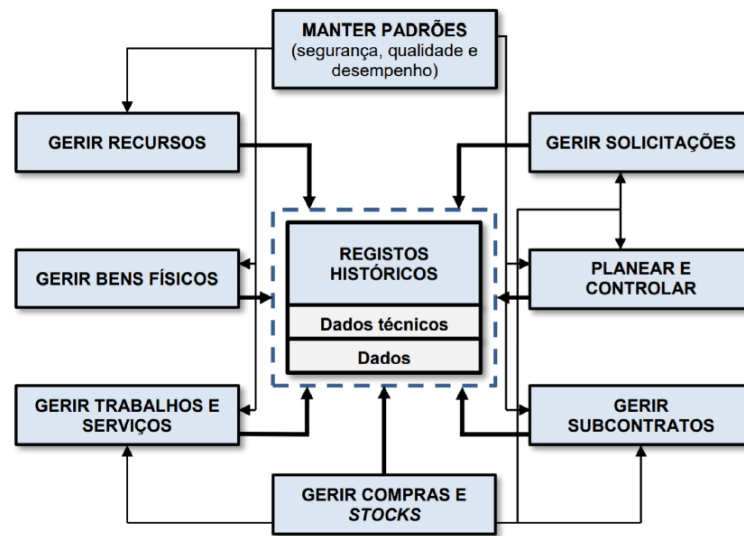 MANTER PADRÕES
(segurança, qualidade e
desempenho)
GERIR RECURSOS
GERIR SOLICITAÇÕES
REGISTOS
HISTÓRICOS
GERIR BENS FÍSICOS
PLANEAR E
CONTROLAR
Dados técnicos
Dados
GERIR TRABALHOS E
SERVIÇOS
GERIR
SUBCONTRATOS
GERIR COMPRAS E
STOCKS